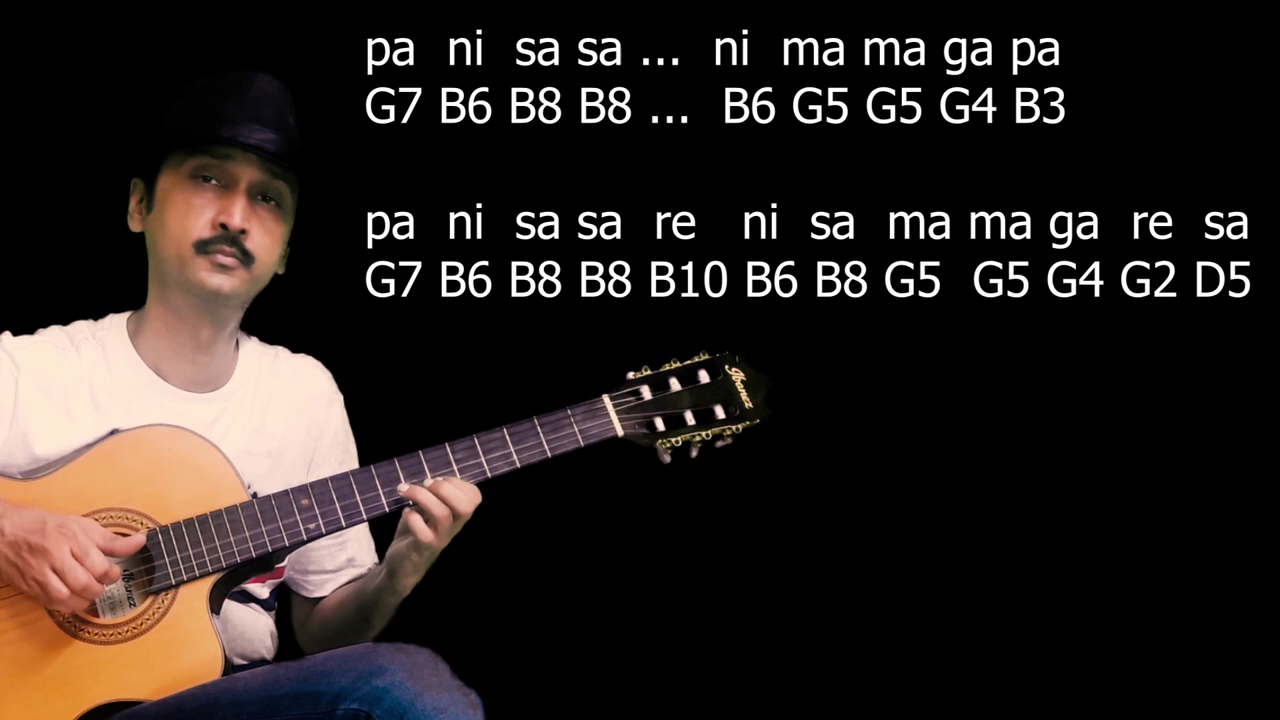 pa ni sa sa ... ni ma ma ga pa
G7 B6 B8 B8 ... B6 G5 G5 G4 B3
pa ni sa sa re ni sa ma ma ga re sa
G7 B6 B8 B8 B10 B6 B8 G5 G5 G4 G2 D5
Ibanez
Ibanez